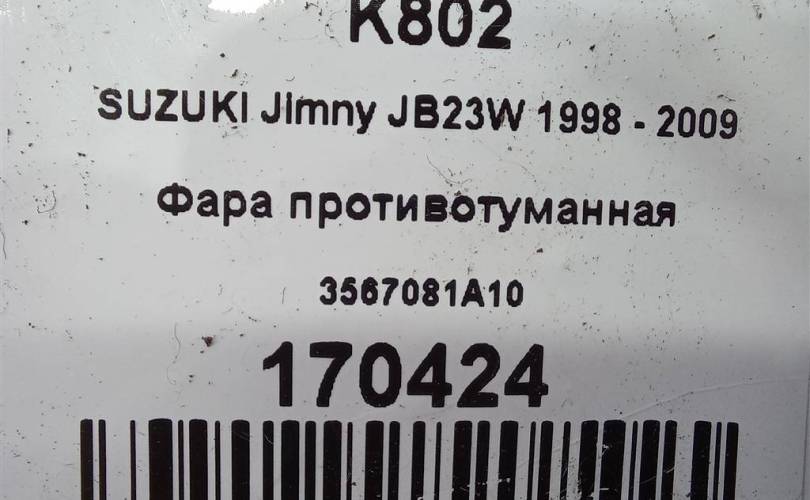 K802
SUZUKI Jimny JB23W 1998 - 2009
Фара противотуманная
3567081A10
170424